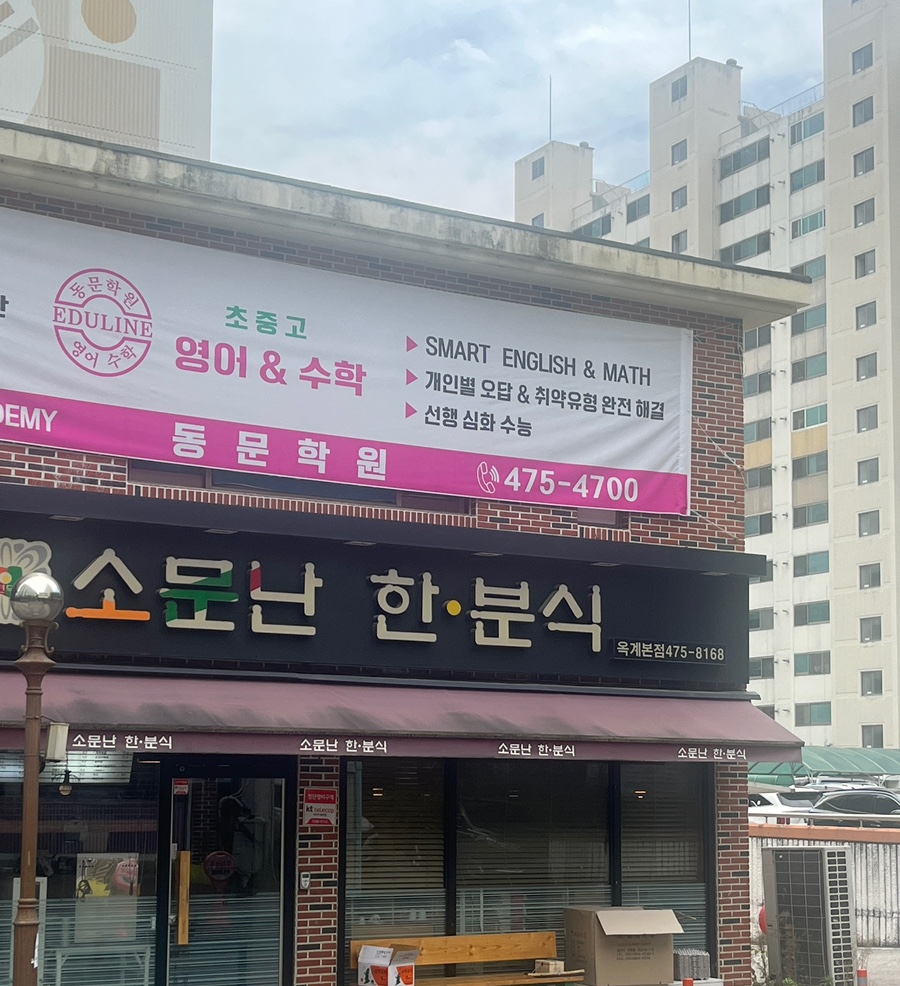 동문학원
EDULINE
영어 수학
초중고
영어 & 수학
SMART ENGLISH & MATH
개인별 오답 & 취약유형 완전 해결
선행 심화 수능
DEMY
동문학원
475-4700
소문난 한·분식
옥계본점475-8168
소문난 한·분식
소문난 한·분식
소문난 한·분식
소문난 한·분식
kt